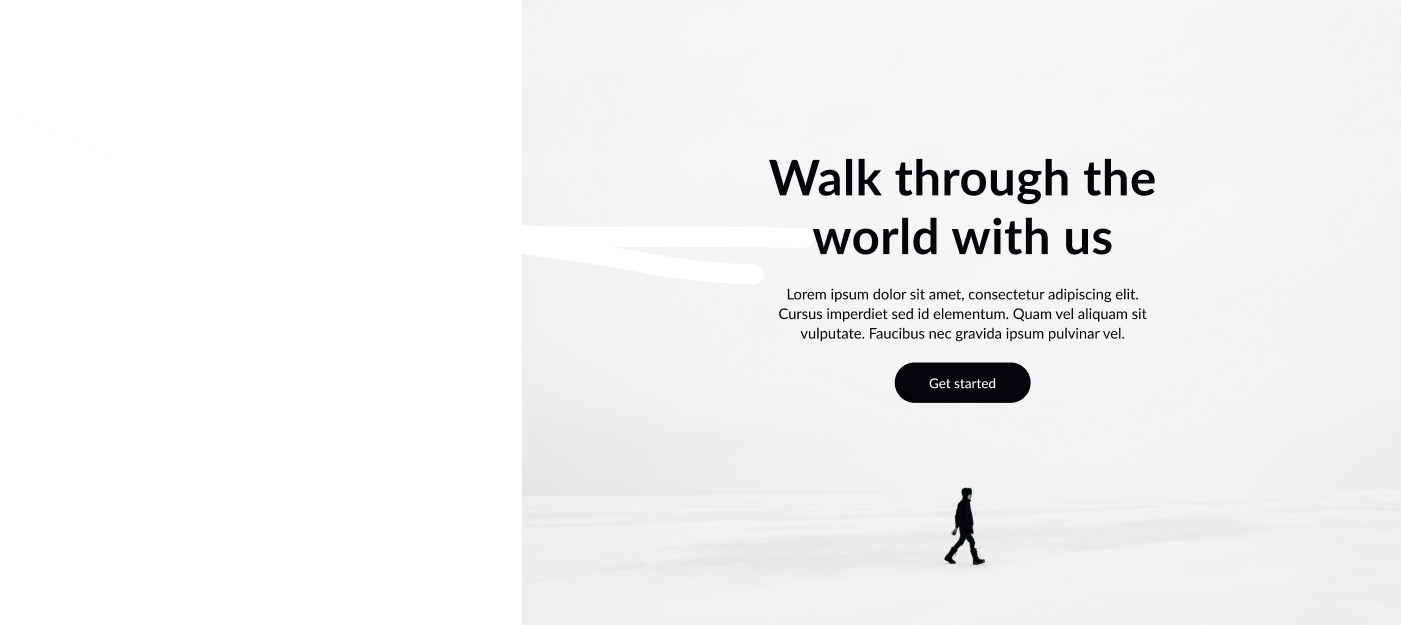 Walk through the
world with us
Lorem ipsum dolor sit amet, consectetur adipiscing elit.
Cursus imperdiet sed id elementum. Quam vel aliquam sit
vulputate. Faucibus nec gravida ipsum pulvinar vel.
Get started